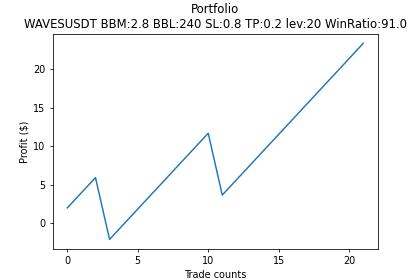 Portfolio
WAVESUSDT BBM:2.8 BBL:240 SL:0.8 TP:0.2 lev:20 WinRatio:91.0
Profit ($)
20
15
10
5
0
0 5 10 15 20
Trade counts